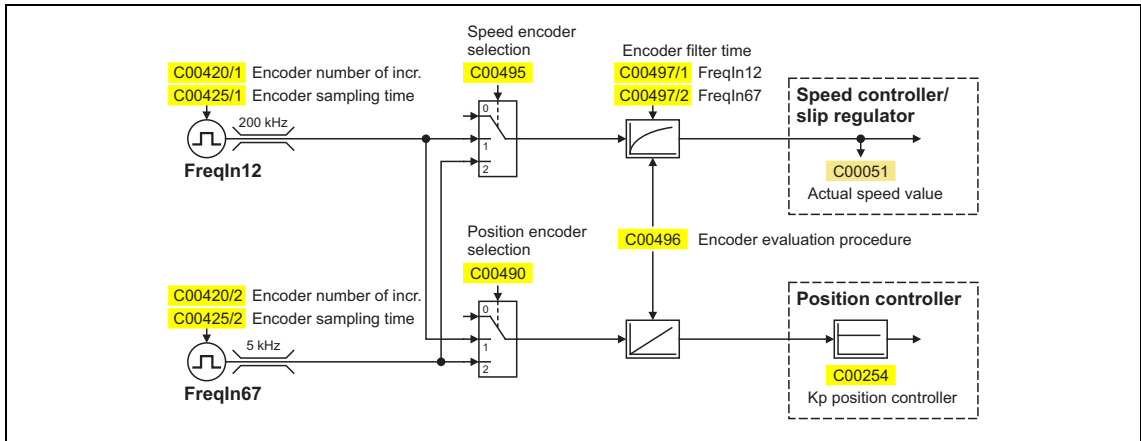 Speed encoder
selection
C00495
Encoder filter time
C00420/1 Encoder number of incr.
C00425/1 Encoder sampling time
C00497/1 FreqIn12
C00497/2 FreqIn67
Speed controller/
slip regulator
200 kHz
0
1
2
FreqIn12
C00051
Actual speed value
Position encoder
selection
C00490
C00496 Encoder evaluation procedure
C00420/2 Encoder number of incr.
C00425/2 Encoder sampling time
Position controller
5 kHz
0
1
2
FreqIn67
C00254
Kp position controller